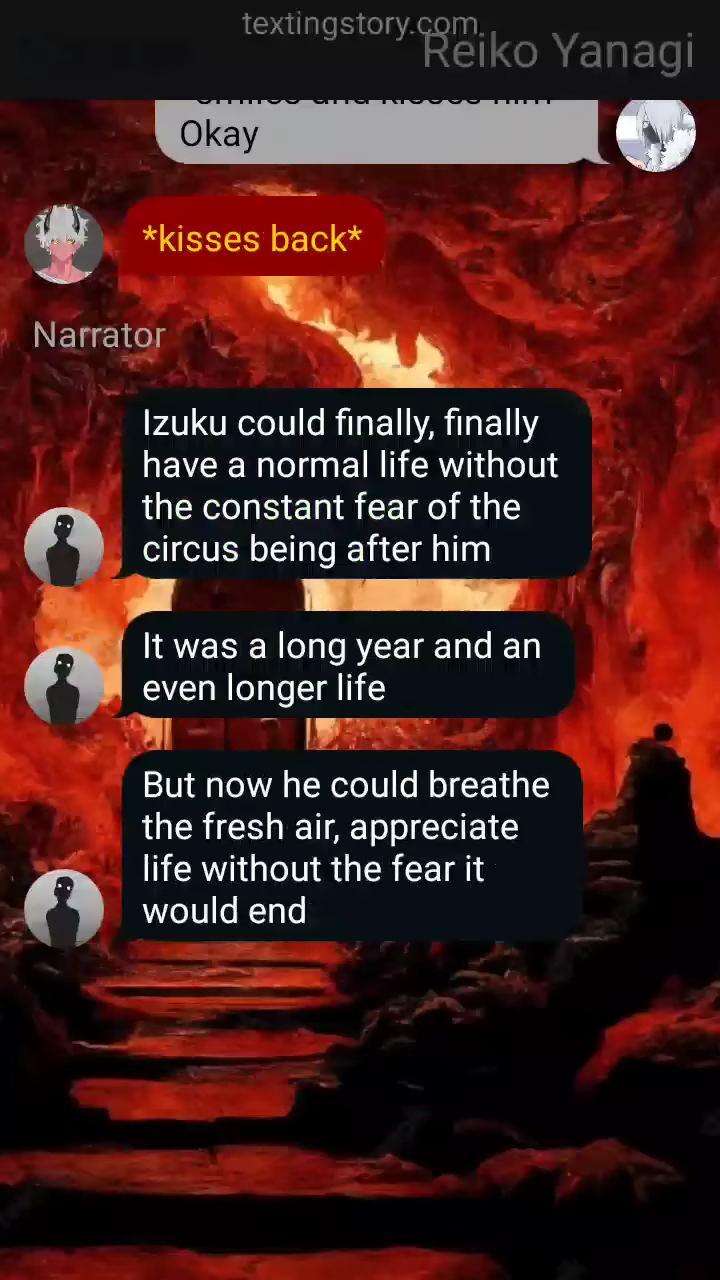 textingstory.com
Reiko Yanagi
Okay
*kisses back*
Narrator
Izuku could finally, finally
have a normal life without
the constant fear of the
circus being after him
It was a long year and an
even longer life
But now he could breathe
the fresh air, appreciate
life without the fear it
would end